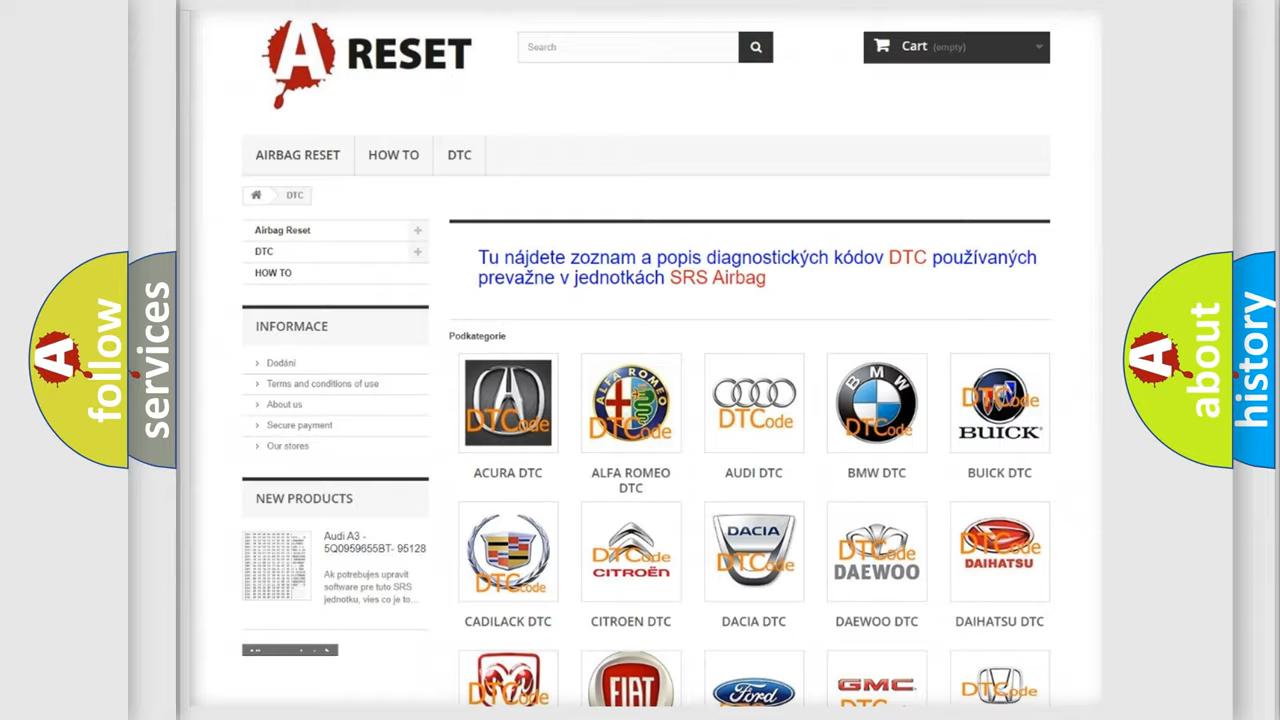 A RESET
Search
Cart (empty)
AIRBAG RESET
HOW TO
DTC
DTC
Airbag Reset
DTC
HOW TO
INFORMACE
Dodání
Terms and conditions of use
About us
Secure payment
Our stores
NEW PRODUCTS
Audi A3 -
5Q0959655BT- 95128
Ak potrebujes upravit
software pre tuto SRS
jednotku, vies co je to...
Tu nájdete zoznam a popis diagnostických kódov DTC používaných
prevažne v jednotkách SRS Airbag
Podkategorie
DTCode
ALFA ROMEO
DTCode
DTCode
BMW
DTCode
DTCode
BUICK
ACURA DTC
ALFA ROMEO
DTC
AUDI DTC
BMW DTC
BUICK DTC
DTCode
DTCode
CITROËN
DACIA
DTCode
DTCode
DAEWOO
DTCode
DAIHATSU
CADILACK DTC
CITROEN DTC
DACIA DTC
DAEWOO DTC
DAIHATSU DTC
DTCode
FIAT
Ford
GMC
DTCode
A follow
services
A about
history